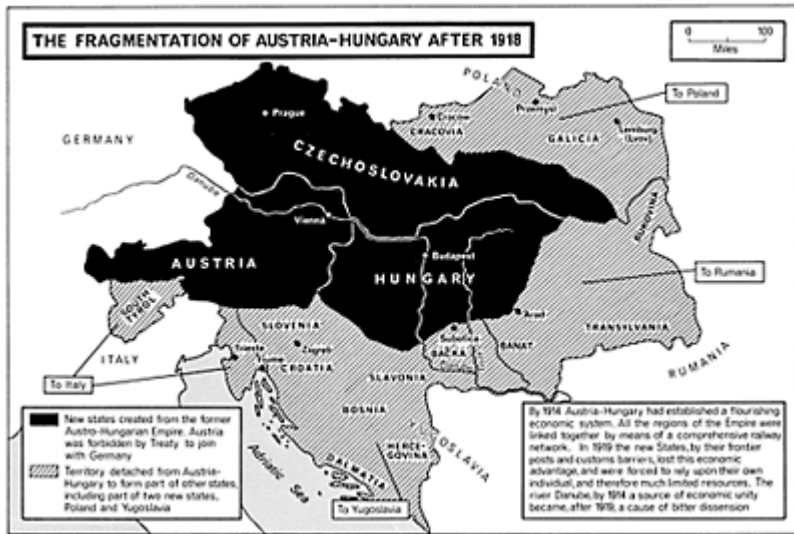 THE FRAGMENTATION OF AUSTRIA-HUNGARY AFTER 1918
0 100
Miles
POLAND
To Poland
Prague
Cracow
CRACOVIA
Przemysl
GALICIA
Lemburg
(Lvov)
GERMANY
CZECHOSLOVAKIA
Danube
Vienna
BUKOVINA
Budapest
AUSTRIA
HUNGARY
To Rumania
SOUTH
TYROL
Arad
TRANSYLVANIA
SLOVENIA
Subotica
BANAT
ITALY
Trieste
Zagreb
BAČKA
RUMANIA
Fiume
CROATIA
To Italy
SLAVONIA
BOSNIA
YUGOSLAVIA
HERCE-
GOVINA
Adriatic Sea
DALMATIA
To Yugoslavia
New states created from the former
Austro-Hungarian Empire. Austria
was forbidden by Treaty to join
with Germany
Territory detached from Austria-
Hungary to form part of other states,
including part of two new states,
Poland and Yugoslavia
By 1914 Austria-Hungary had established a flourishing
economic system. All the regions of the Empire were
linked together by means of a comprehensive railway
network. In 1919 the new States, by their frontier
posts and customs barriers, lost this economic
advantage, and were forced to rely upon their own
individual, and therefore much limited resources. The
river Danube, by 1914 a source of economic unity
became, after 1919, a cause of bitter dissension